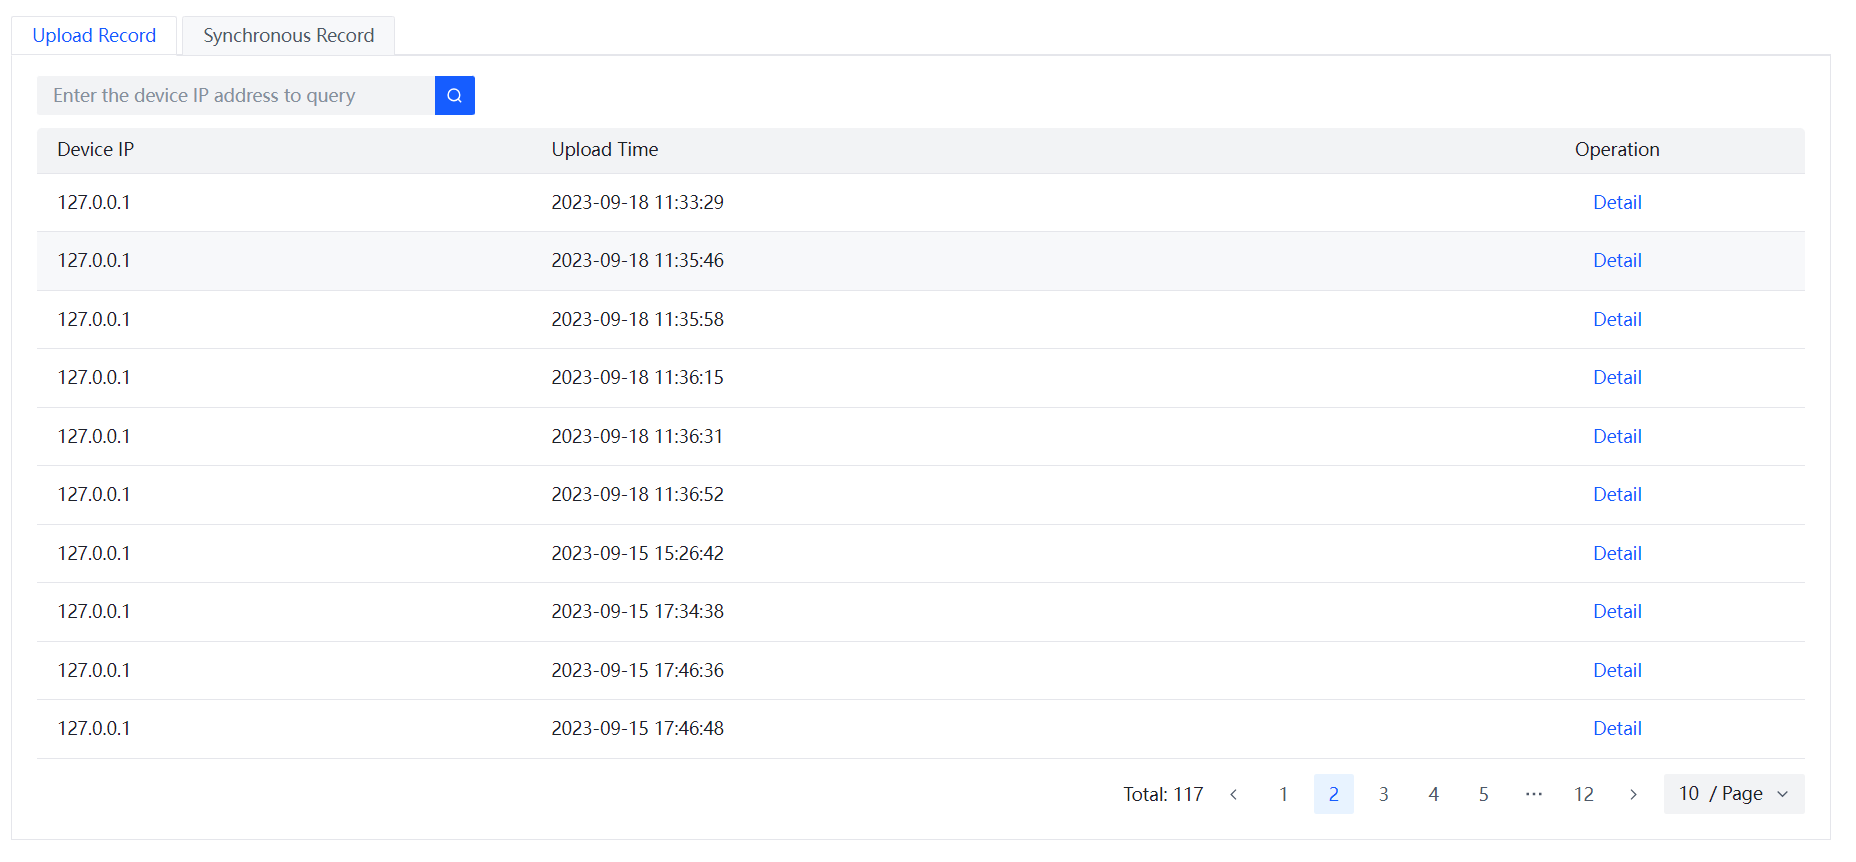 Upload Record Synchronous Record
Enter the device IP address to query
Device IP Upload Time Operation
127.0.0.1 2023-09-18 11:33:29 Detail
127.0.0.1 2023-09-18 11:35:46 Detail
127.0.0.1 2023-09-18 11:35:58 Detail
127.0.0.1 2023-09-18 11:36:15 Detail
127.0.0.1 2023-09-18 11:36:31 Detail
127.0.0.1 2023-09-18 11:36:52 Detail
127.0.0.1 2023-09-15 15:26:42 Detail
127.0.0.1 2023-09-15 17:34:38 Detail
127.0.0.1 2023-09-15 17:46:36 Detail
127.0.0.1 2023-09-15 17:46:48 Detail
Total: 117 < 1 2 3 4 5 ··· 12 > 10 / Page